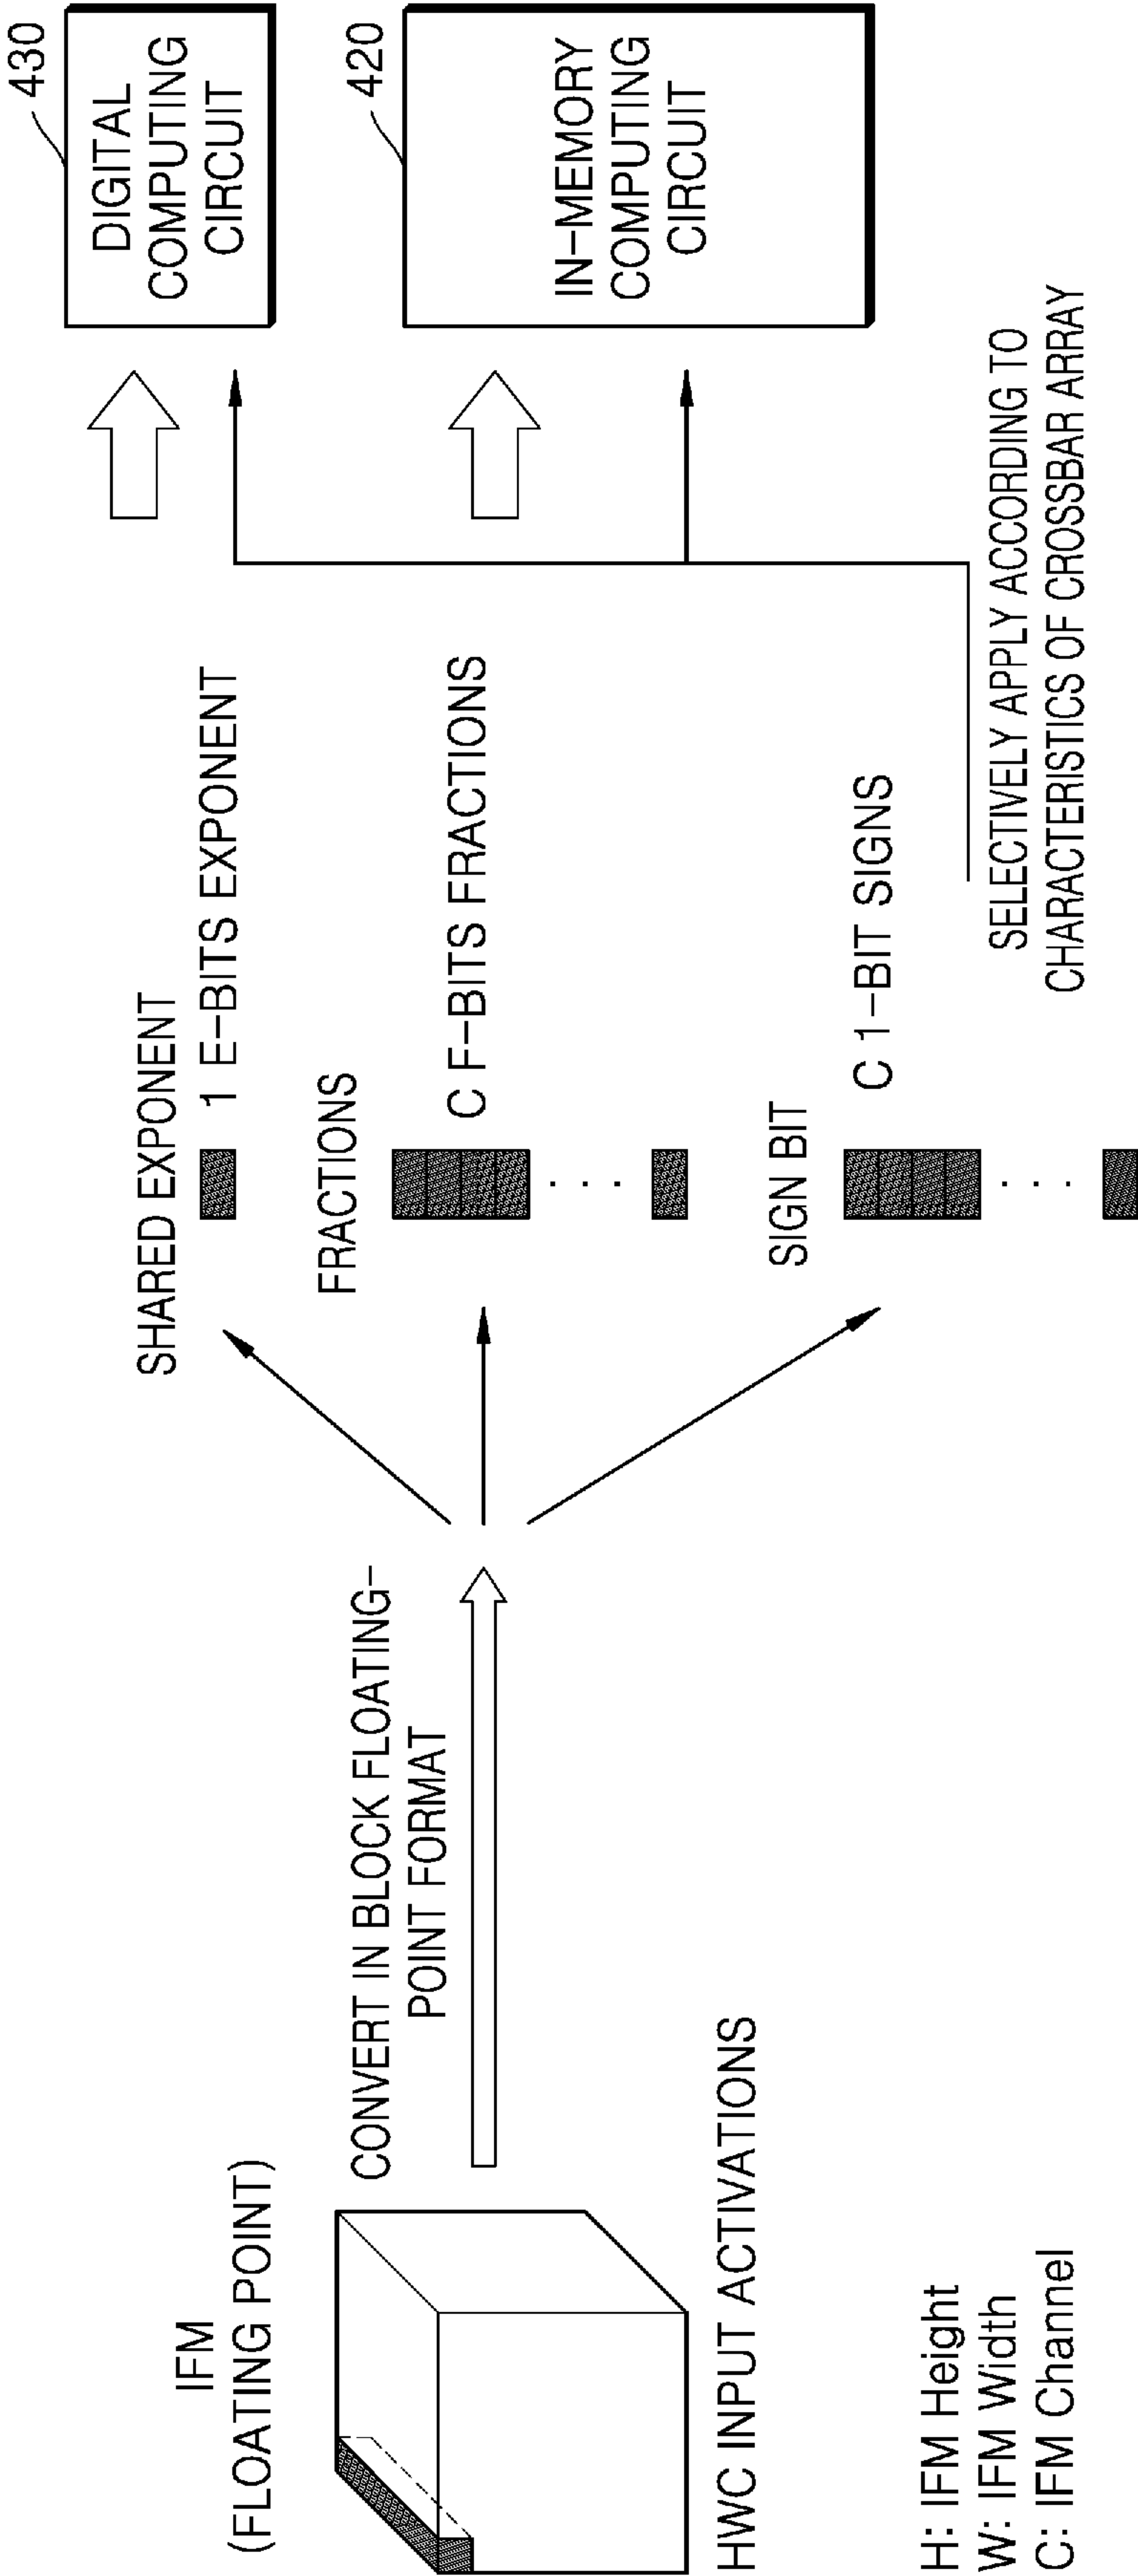 IFM
(FLOATING POINT)
HWC INPUT ACTIVATIONS
H: IFM Height
W: IFM Width
C: IFM Channel
CONVERT IN BLOCK FLOATING-
POINT FORMAT
SHARED EXPONENT
1 E-BITS EXPONENT
FRACTIONS
C F-BITS FRACTIONS
SIGN BIT
C 1-BIT SIGNS
SELECTIVELY APPLY ACCORDING TO
CHARACTERISTICS OF CROSSBAR ARRAY
430
DIGITAL
COMPUTING
CIRCUIT
420
IN-MEMORY
COMPUTING
CIRCUIT